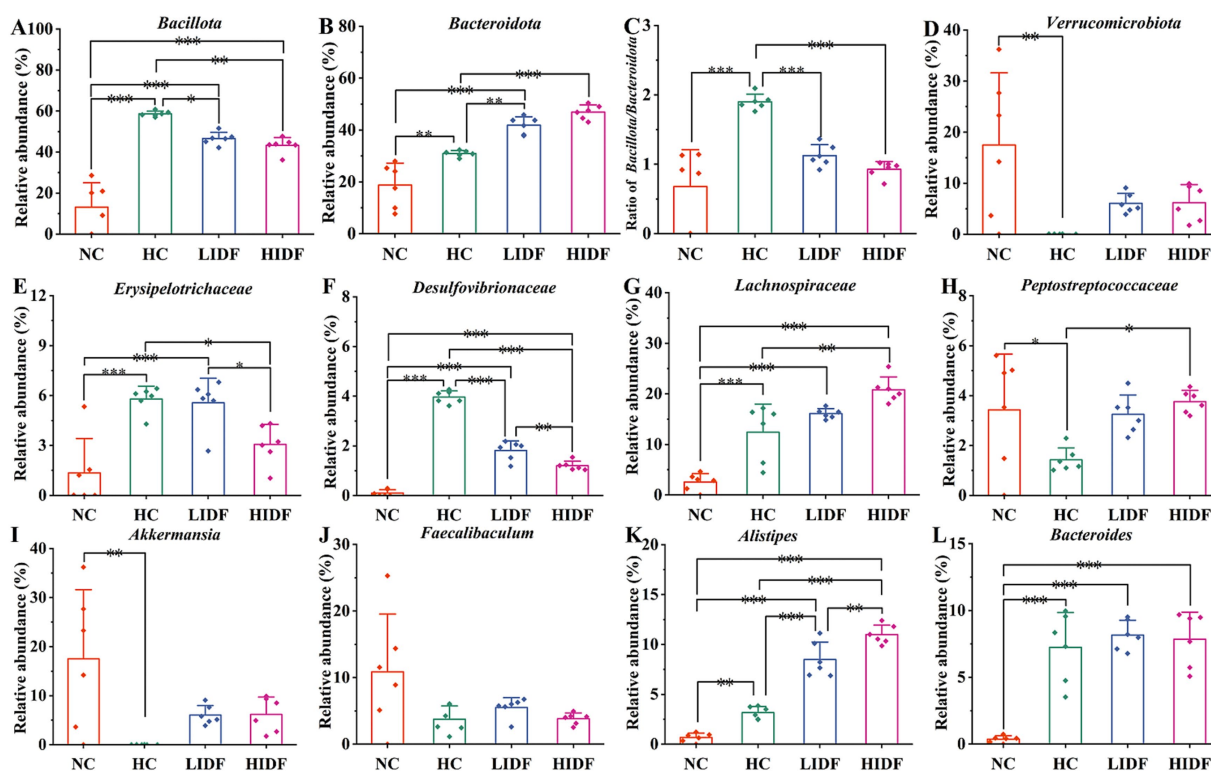 A
Bacillota
Relative abundance (%)
100
80
60
40
20
0
***
**
***
***
*
NC HC LIDF HIDF
B
Bacteroidota
Relative abundance (%)
80
60
40
20
0
***
***
**
**
NC HC LIDF HIDF
C
Ratio of Bacillota/Bacteroidota
3
2
1
0
***
***
***
NC HC LIDF HIDF
D
Verrucomicrobiota
Relative abundance (%)
40
30
20
10
0
**
NC HC LIDF HIDF
E
Erysipelotrichaceae
Relative abundance (%)
12
9
6
3
0
*
***
*
***
NC HC LIDF HIDF
F
Desulfovibrionaceae
Relative abundance (%)
8
6
4
2
0
***
***
***
***
***
**
NC HC LIDF HIDF
G
Lachnospiraceae
Relative abundance (%)
40
30
20
10
0
***
**
***
***
NC HC LIDF HIDF
H
Peptostreptococcaceae
Relative abundance (%)
8
6
4
2
0
*
*
NC HC LIDF HIDF
I
Akkermansia
Relative abundance (%)
40
30
20
10
0
**
NC HC LIDF HIDF
J
Faecalibaculum
Relative abundance (%)
30
20
10
0
NC HC LIDF HIDF
K
Alistipes
Relative abundance (%)
20
15
10
5
0
***
***
***
***
**
**
NC HC LIDF HIDF
L
Bacteroides
Relative abundance (%)
15
10
5
0
***
***
***
NC HC LIDF HIDF